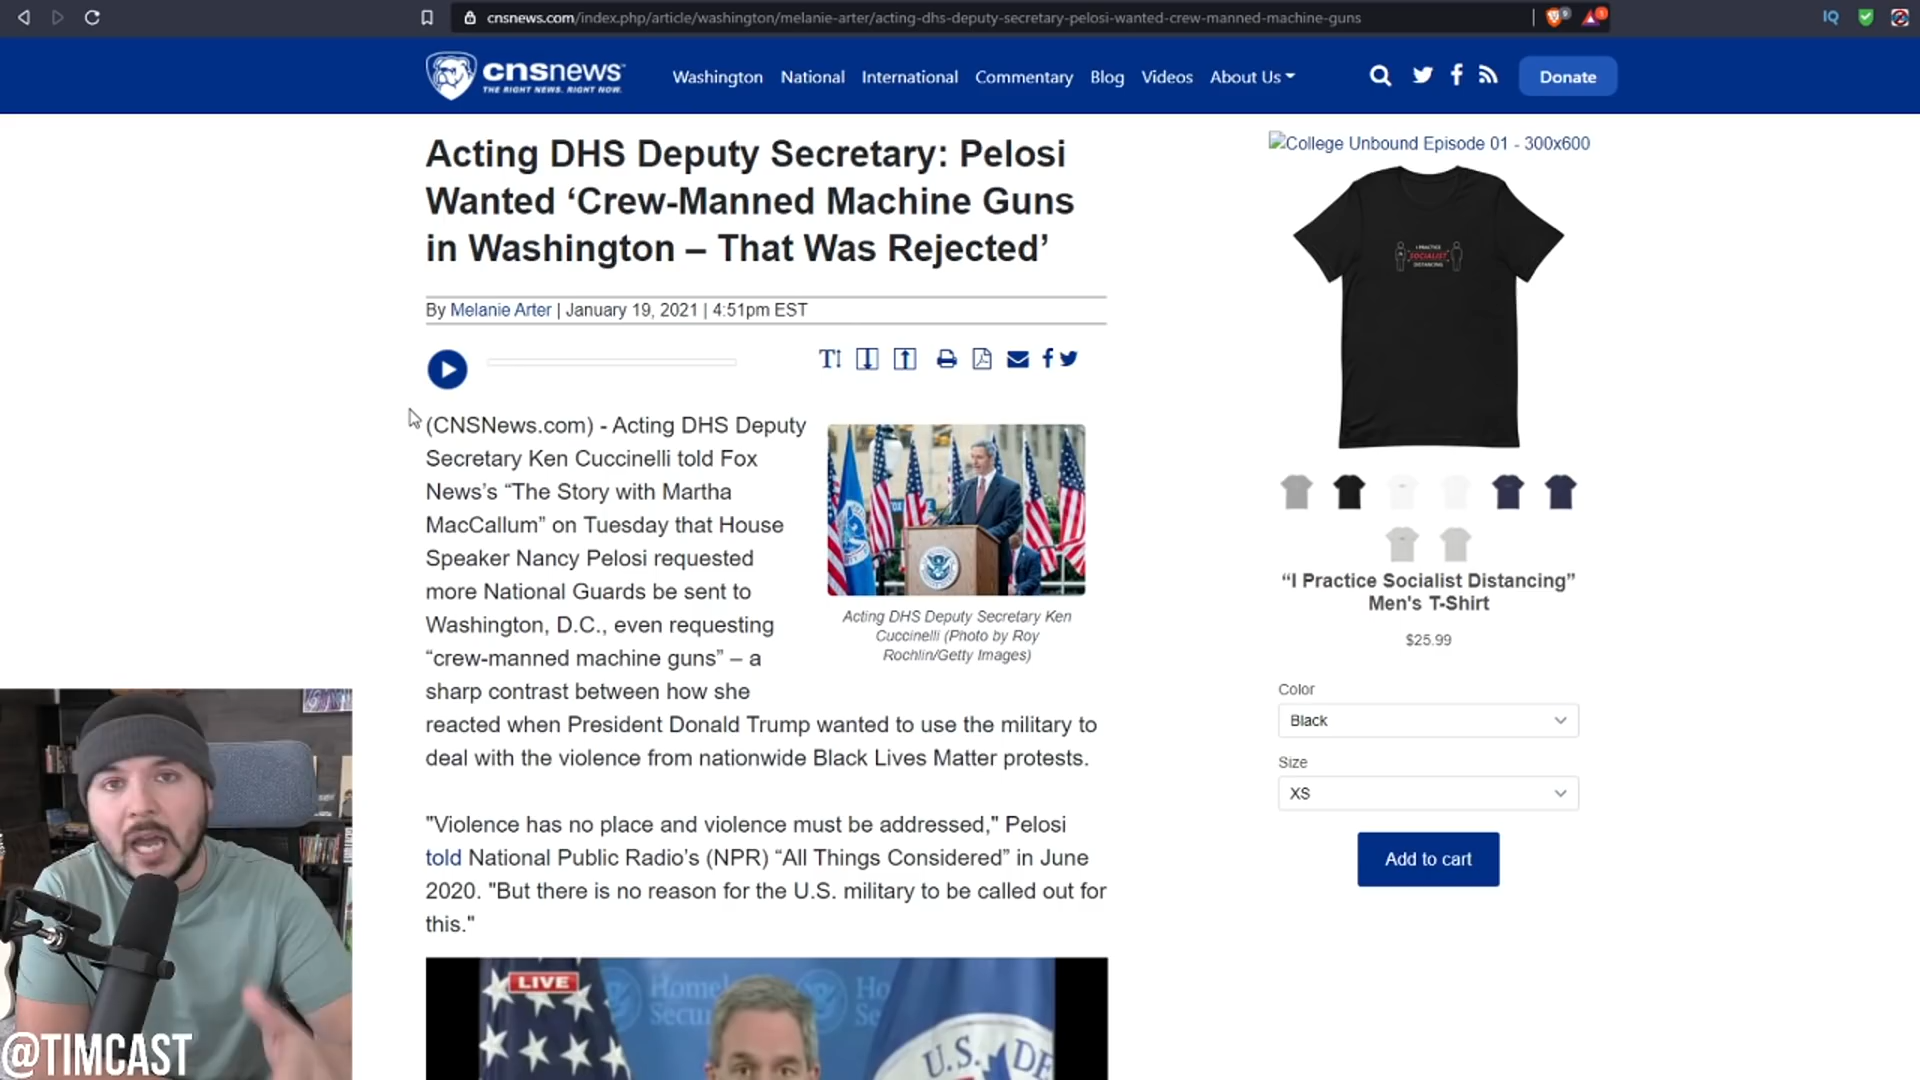 cnsnews.com/index.php/article/washington/melanie-arter/acting-dhs-deputy-secretary-pelosi-wanted-crew-manned-machine-guns
IQ
cnsnews
THE RIGHT NEWS. RIGHT NOW.
Washington National International Commentary Blog Videos About Us
Donate
Acting DHS Deputy Secretary: Pelosi
Wanted ‘Crew-Manned Machine Guns
in Washington – That Was Rejected’
By Melanie Arter | January 19, 2021 | 4:51pm EST
(CNSNews.com) - Acting DHS Deputy
Secretary Ken Cuccinelli told Fox
News’s “The Story with Martha
MacCallum” on Tuesday that House
Speaker Nancy Pelosi requested
more National Guards be sent to
Washington, D.C., even requesting
“crew-manned machine guns” – a
sharp contrast between how she
reacted when President Donald Trump wanted to use the military to
deal with the violence from nationwide Black Lives Matter protests.
Acting DHS Deputy Secretary Ken
Cuccinelli (Photo by Roy
Rochlin/Getty Images)
"Violence has no place and violence must be addressed," Pelosi
told National Public Radio’s (NPR) “All Things Considered” in June
2020. "But there is no reason for the U.S. military to be called out for
this."
LIVE
Homel
Secur
Ho
Se
U.S. DE
College Unbound Episode 01 - 300x600
I PRACTICE
SOCIALIST
DISTANCING
“I Practice Socialist Distancing”
Men's T-Shirt
$25.99
Color
Black
Size
XS
Add to cart
@TIMCAST